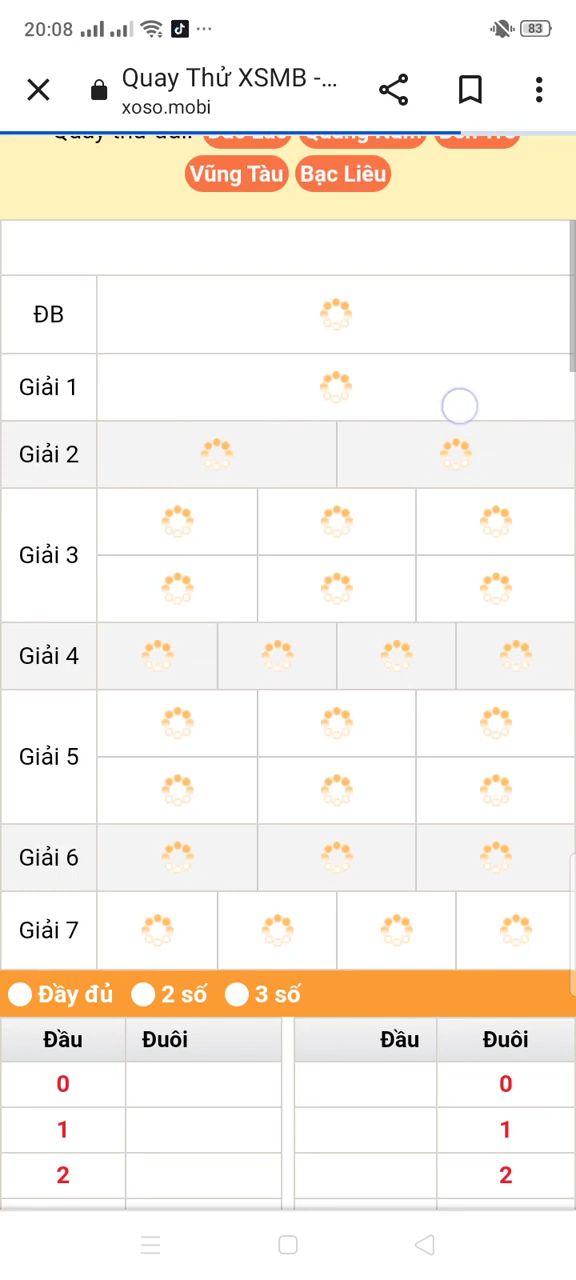 20:08 ... 83
Quay Thử XSMB -...
xoso.mobi
Vũng Tàu Bạc Liêu
ĐB
Giải 1
Giải 2
Giải 3
Giải 4
Giải 5
Giải 6
Giải 7
Đầy đủ 2 số 3 số
Đầu Đuôi Đầu Đuôi
0 0
1 1
2 2